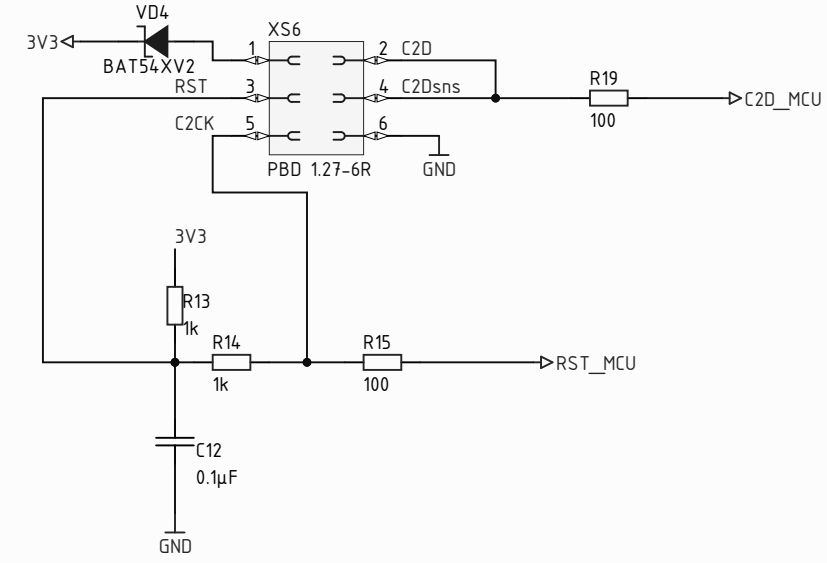 VD4
XS6
3V3
1
2
C2D
BAT54XV2
R19
RST
3
4
C2Dsns
C2D_MCU
C2CK
5
6
100
PBD 1.27-6R
GND
3V3
R13
1k
R14
R15
RST_MCU
1k
100
C12
0.1µF
GND